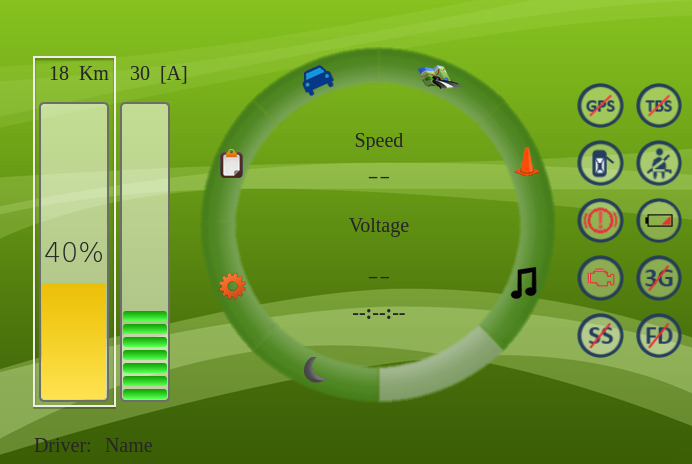 18 Km 30 [A]
GPS TBS
Speed
--
40%
Voltage
--
3G
--:--:--
SS FD
Driver: Name